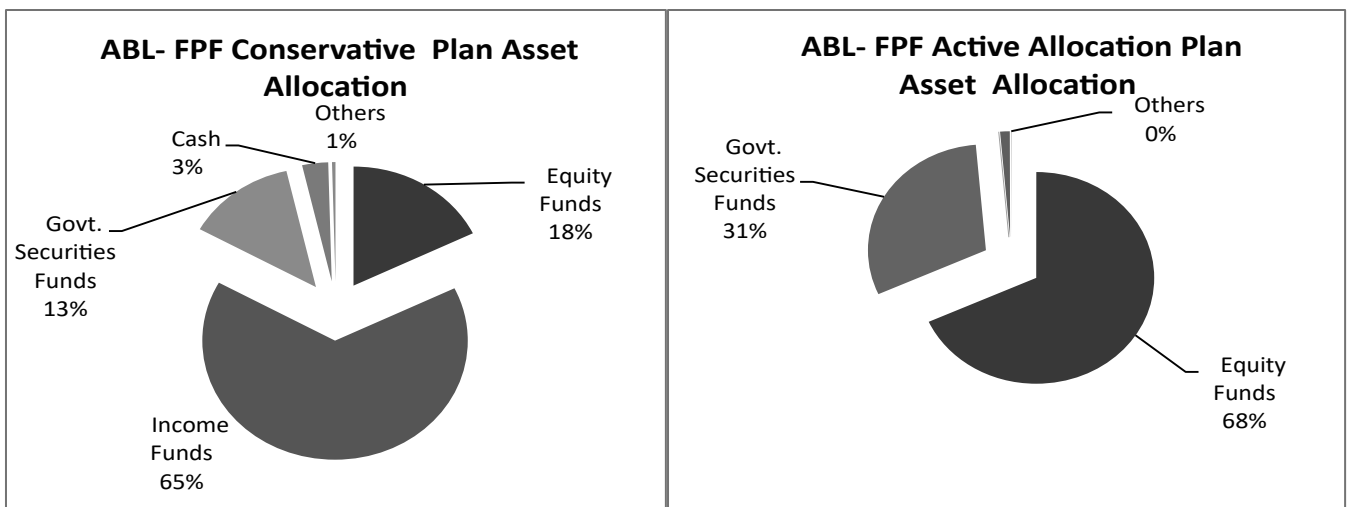 ABL- FPF Conservative Plan Asset
Allocation
Others
1%
Cash
3%
Equity
Funds
18%
Govt.
Securities
Funds
13%
Income
Funds
65%
ABL- FPF Active Allocation Plan
Asset Allocation
Others
0%
Govt.
Securities
Funds
31%
Equity
Funds
68%